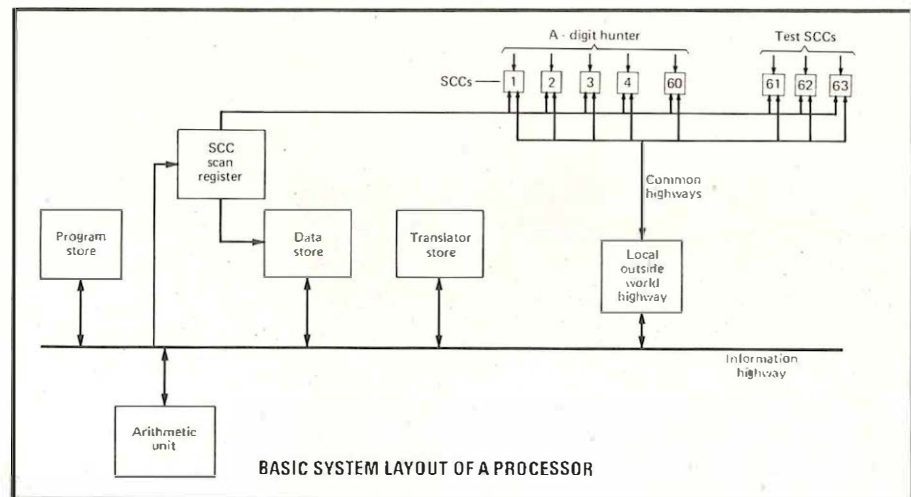 A - digit hunter
Test SCCs
SCCs
1
2
3
4
60
61
62
63
SCC
scan
register
Common
highways
Program
store
Data
store
Translator
store
Local
outside
world
highway
Information
highway
Arithmetic
unit
BASIC SYSTEM LAYOUT OF A PROCESSOR